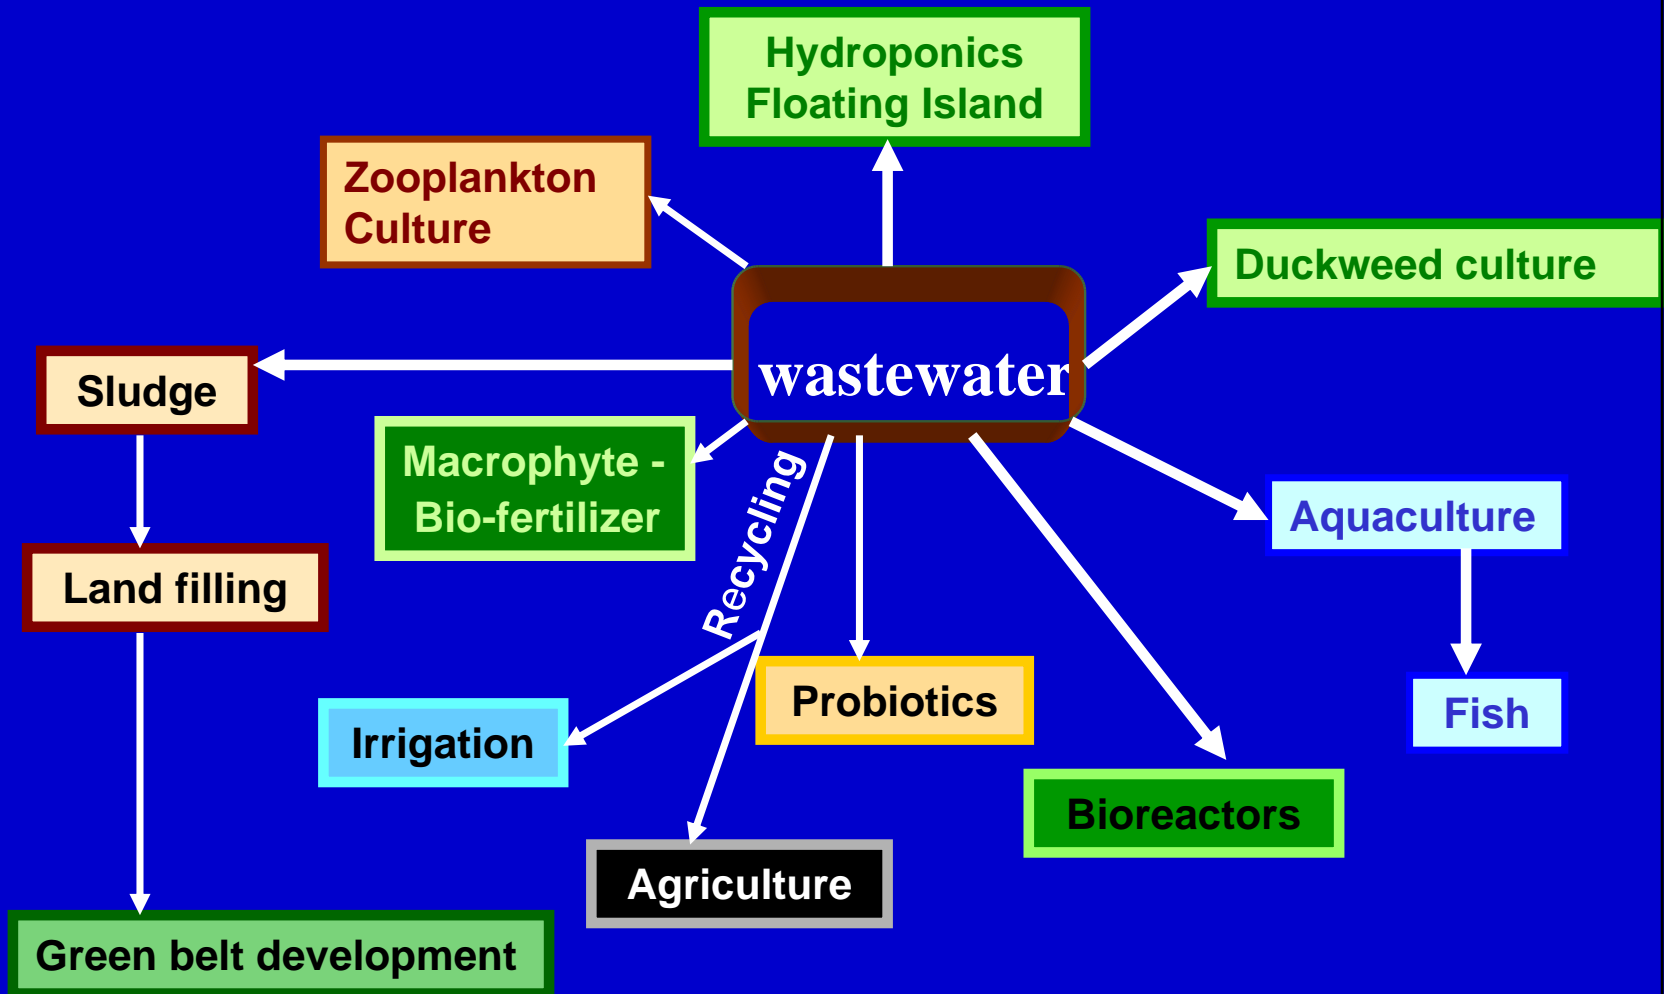 Hydroponics
Floating Island
Zooplankton
Culture
Duckweed culture
wastewater
Sludge
Macrophyte -
Bio-fertilizer
Recycling
Aquaculture
Land filling
Probiotics
Fish
Irrigation
Bioreactors
Agriculture
Green belt development